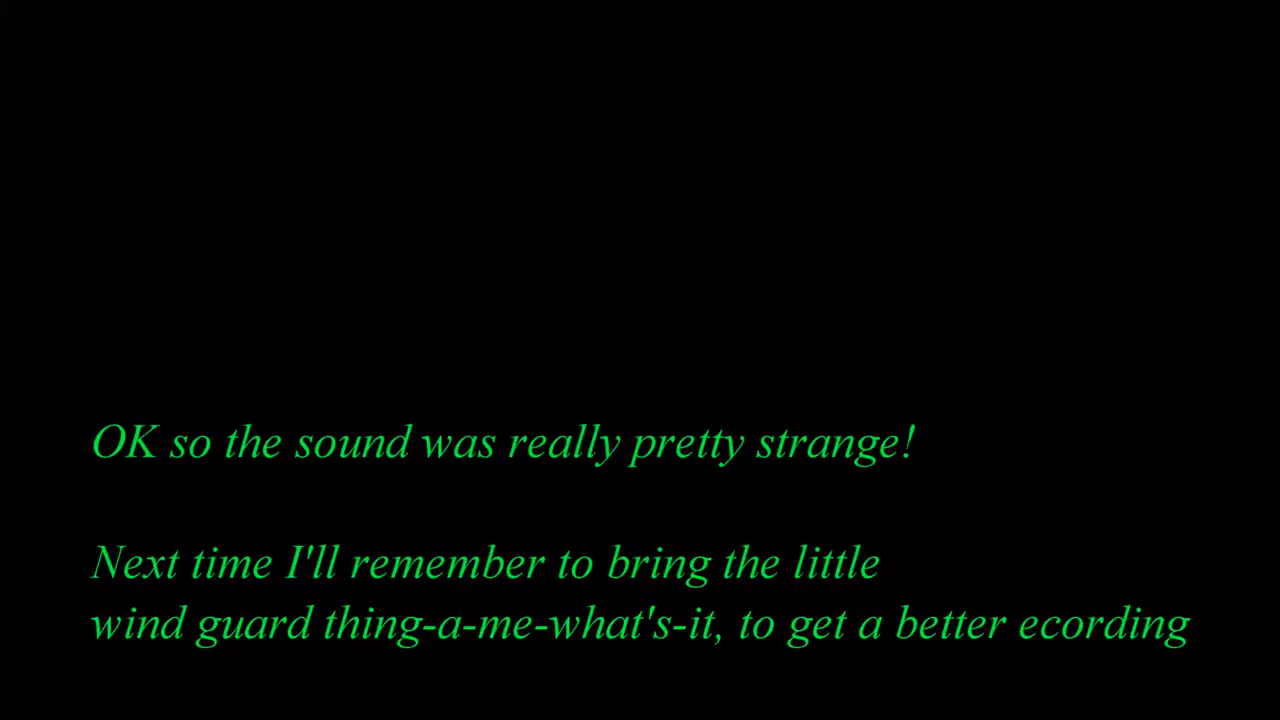 OK so the sound was really pretty strange!
Next time I'll remember to bring the little
wind guard thing-a-me-what's-it, to get a better ecording